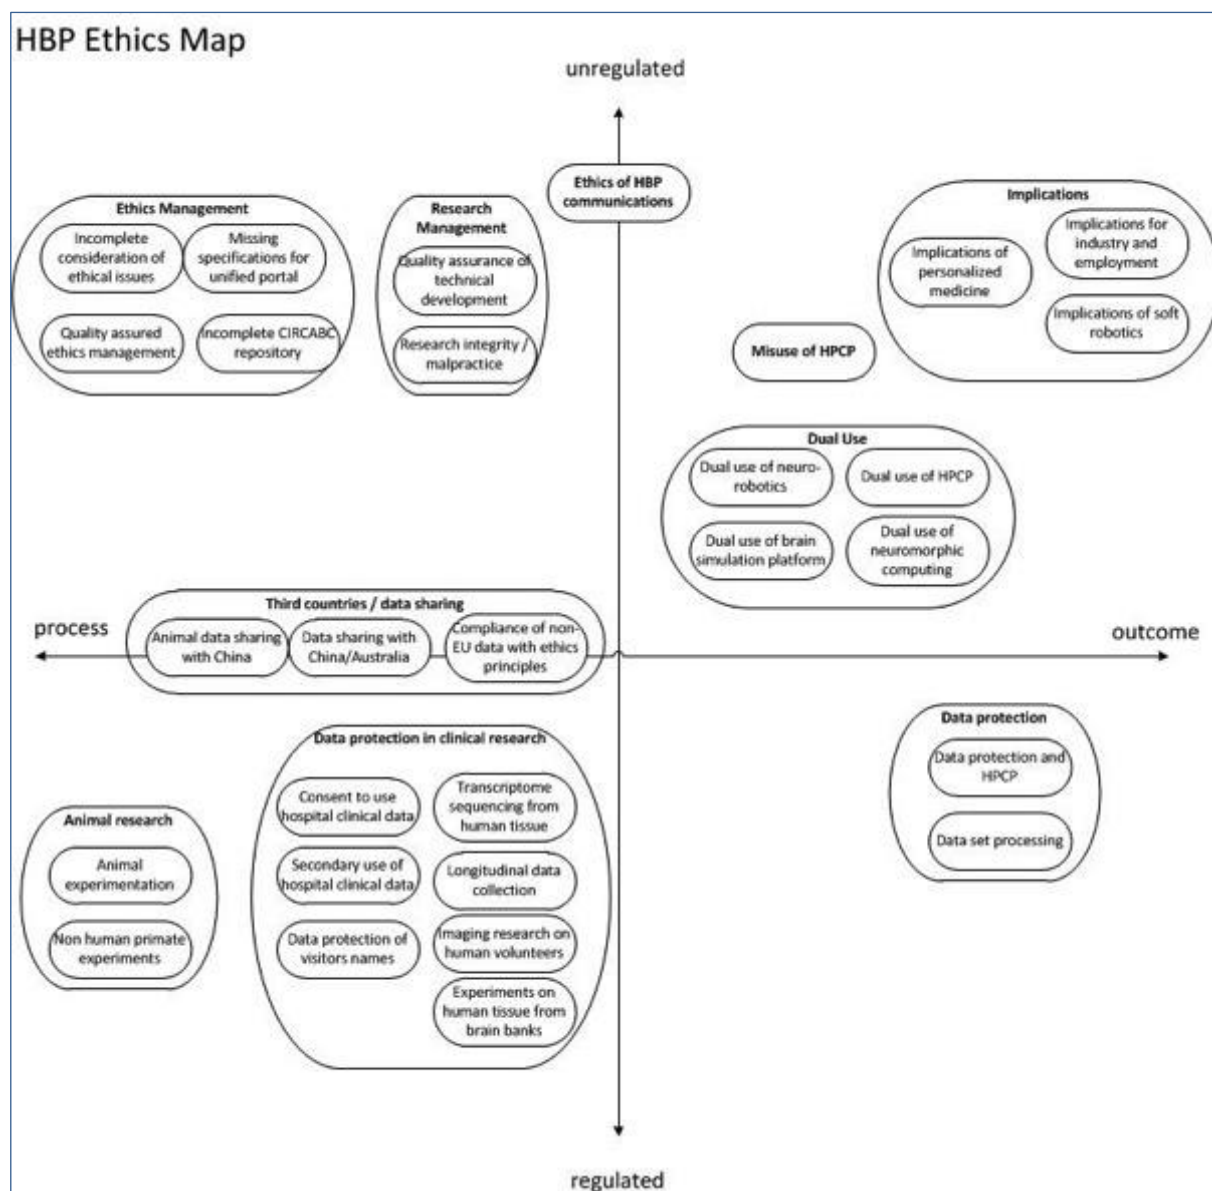 HBP Ethics Map
unregulated
Ethics of HBP
communications
Ethics Management
Incomplete
consideration of
ethical issues
Missing
specifications for
unified portal
Quality assured
ethics management
Incomplete CIRCABC
repository
Research
Management
Quality assurance of
technical
development
Research integrity /
malpractice
Implications
Implications of
personalized
medicine
Implications for
industry and
employment
Implications of soft
robotics
Misuse of HPCP
Dual Use
Dual use of neuro-
robotics
Dual use of HPCP
Dual use of brain
simulation platform
Dual use of
neuromorphic
computing
process
Third countries / data sharing
Animal data sharing
with China
Data sharing with
China/Australia
Compliance of non-
EU data with ethics
principles
outcome
Data protection in clinical research
Consent to use
hospital clinical data
Transcriptome
sequencing from
human tissue
Secondary use of
hospital clinical data
Longitudinal data
collection
Data protection of
visitors names
Imaging research on
human volunteers
Experiments on
human tissue from
brain banks
Animal research
Animal
experimentation
Non human primate
experiments
Data protection
Data protection and
HPCP
Data set processing
regulated